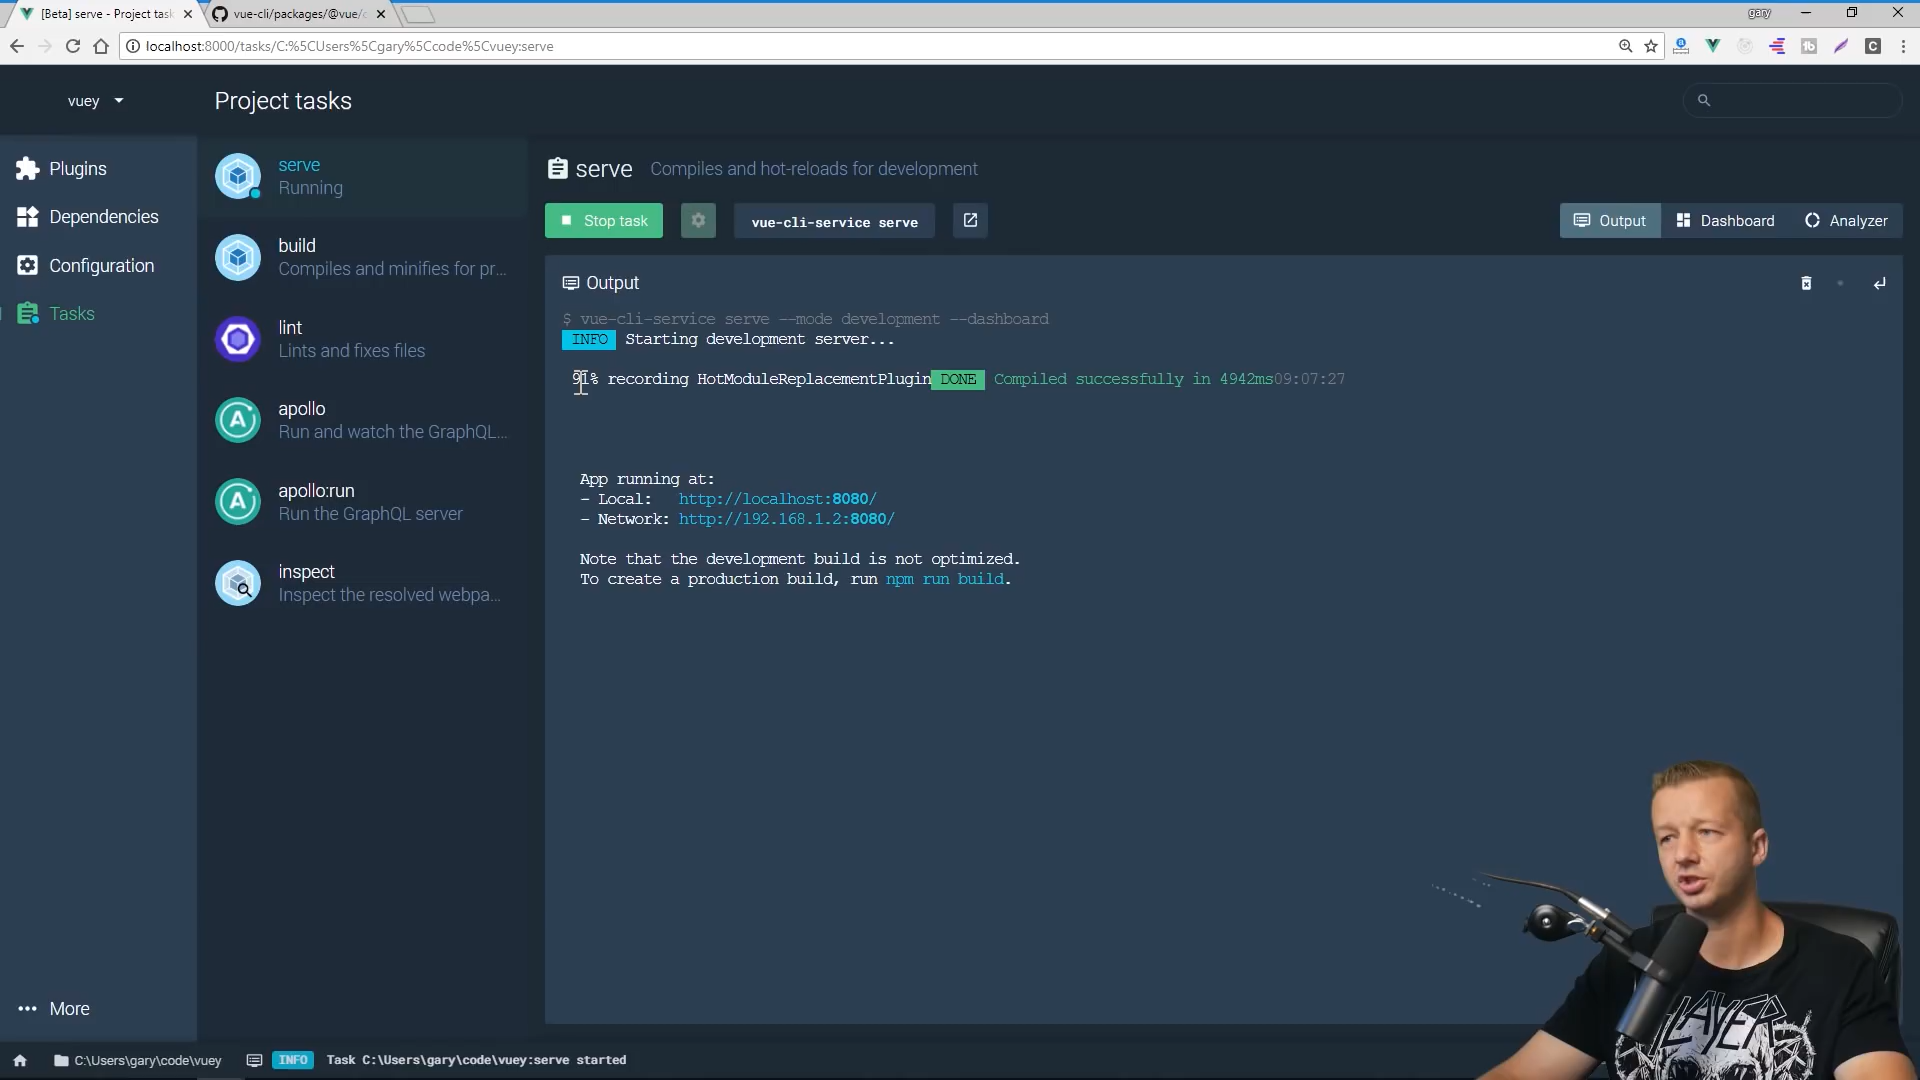 [Beta] serve - Project task
vue-cli/packages/@vue/c
gary
localhost:8000/tasks/C:%5CUsers%5Cgary%5Ccode%5Cvuey:serve
vuey
Project tasks
Plugins
Dependencies
Configuration
Tasks
serve
Running
build
Compiles and minifies for pr...
lint
Lints and fixes files
apollo
Run and watch the GraphQL...
apollo:run
Run the GraphQL server
inspect
Inspect the resolved webpa...
serve Compiles and hot-reloads for development
Stop task
vue-cli-service serve
Output
Dashboard
Analyzer
Output
$ vue-cli-service serve --mode development --dashboard
INFO Starting development server...
91% recording HotModuleReplacementPlugin DONE Compiled successfully in 4942ms09:07:27
App running at:
- Local: http://localhost:8080/
- Network: http://192.168.1.2:8080/
Note that the development build is not optimized.
To create a production build, run npm run build.
SLAYER
More
C:\Users\gary\code\vuey
INFO Task C:\Users\gary\code\vuey:serve started